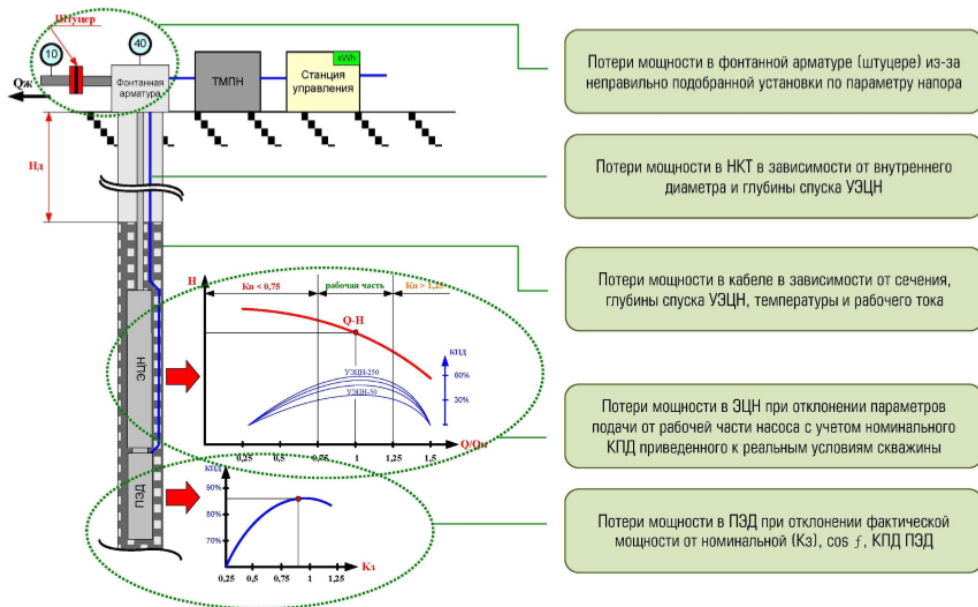 Штуцер
10
40
kWh
Qж
Фонтанная
арматура
ТМПН
Станция
управления
Нд
ЭЦН
ПЭД
Потери мощности в фонтанной арматуре (штуцере) из-за
неправильно подобранной установки по параметру напора
Потери мощности в НКТ в зависимости от внутреннего
диаметра и глубины спуска УЭЦН
Потери мощности в кабеле в зависимости от сечения,
глубины спуска УЭЦН, температуры и рабочего тока
Потери мощности в ЭЦН при отклонении параметров
подачи от рабочей части насоса с учетом номинального
КПД приведенного к реальным условиям скважины
Потери мощности в ПЭД при отклонении фактической
мощности от номинальной (Кз), cos ƒ, КПД ПЭД
Н
Кп < 0,75
рабочая часть
Кп > 1,25
Q-H
КПД
УЭЦН-250
УЭЦН-50
60%
30%
0,25 0,5 0,75 1 1,25 1,5
Q/Qн
КПД
90%
80%
70%
0,25 0,5 0,75 1 1,25
Кз